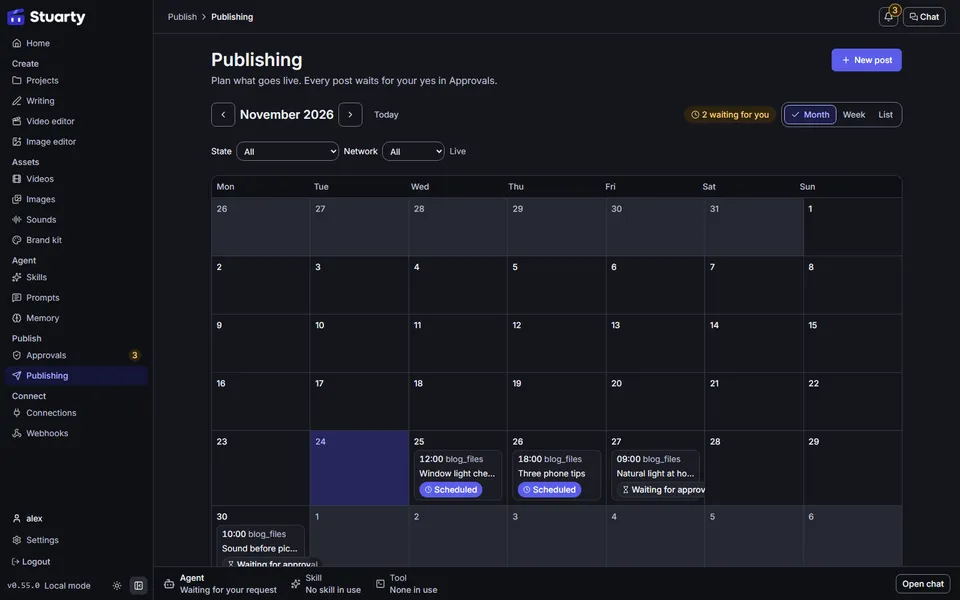 Stuarty
Publish > Publishing
3
Chat
Home
Create
Projects
Writing
Video editor
Image editor
Assets
Videos
Images
Sounds
Brand kit
Agent
Skills
Prompts
Memory
Publish
Approvals 3
Publishing
Connect
Connections
Webhooks
alex
Settings
Logout
v0.55.0 Local mode
Publishing
Plan what goes live. Every post waits for your yes in Approvals.
+ New post
November 2026
Today
2 waiting for you
Month Week List
State All Network All Live
Mon Tue Wed Thu Fri Sat Sun
26 27 28 29 30 31 1
2 3 4 5 6 7 8
9 10 11 12 13 14 15
16 17 18 19 20 21 22
23 24 25 26 27 28 29
12:00 blog_files
Window light che...
Scheduled
18:00 blog_files
Three phone tips
Scheduled
09:00 blog_files
Natural light at ho...
Waiting for approv
30 1 2 3 4 5 6
10:00 blog_files
Sound before pic...
Waiting for approval
Agent
Waiting for your request
Skill
No skill in use
Tool
None in use
Open chat